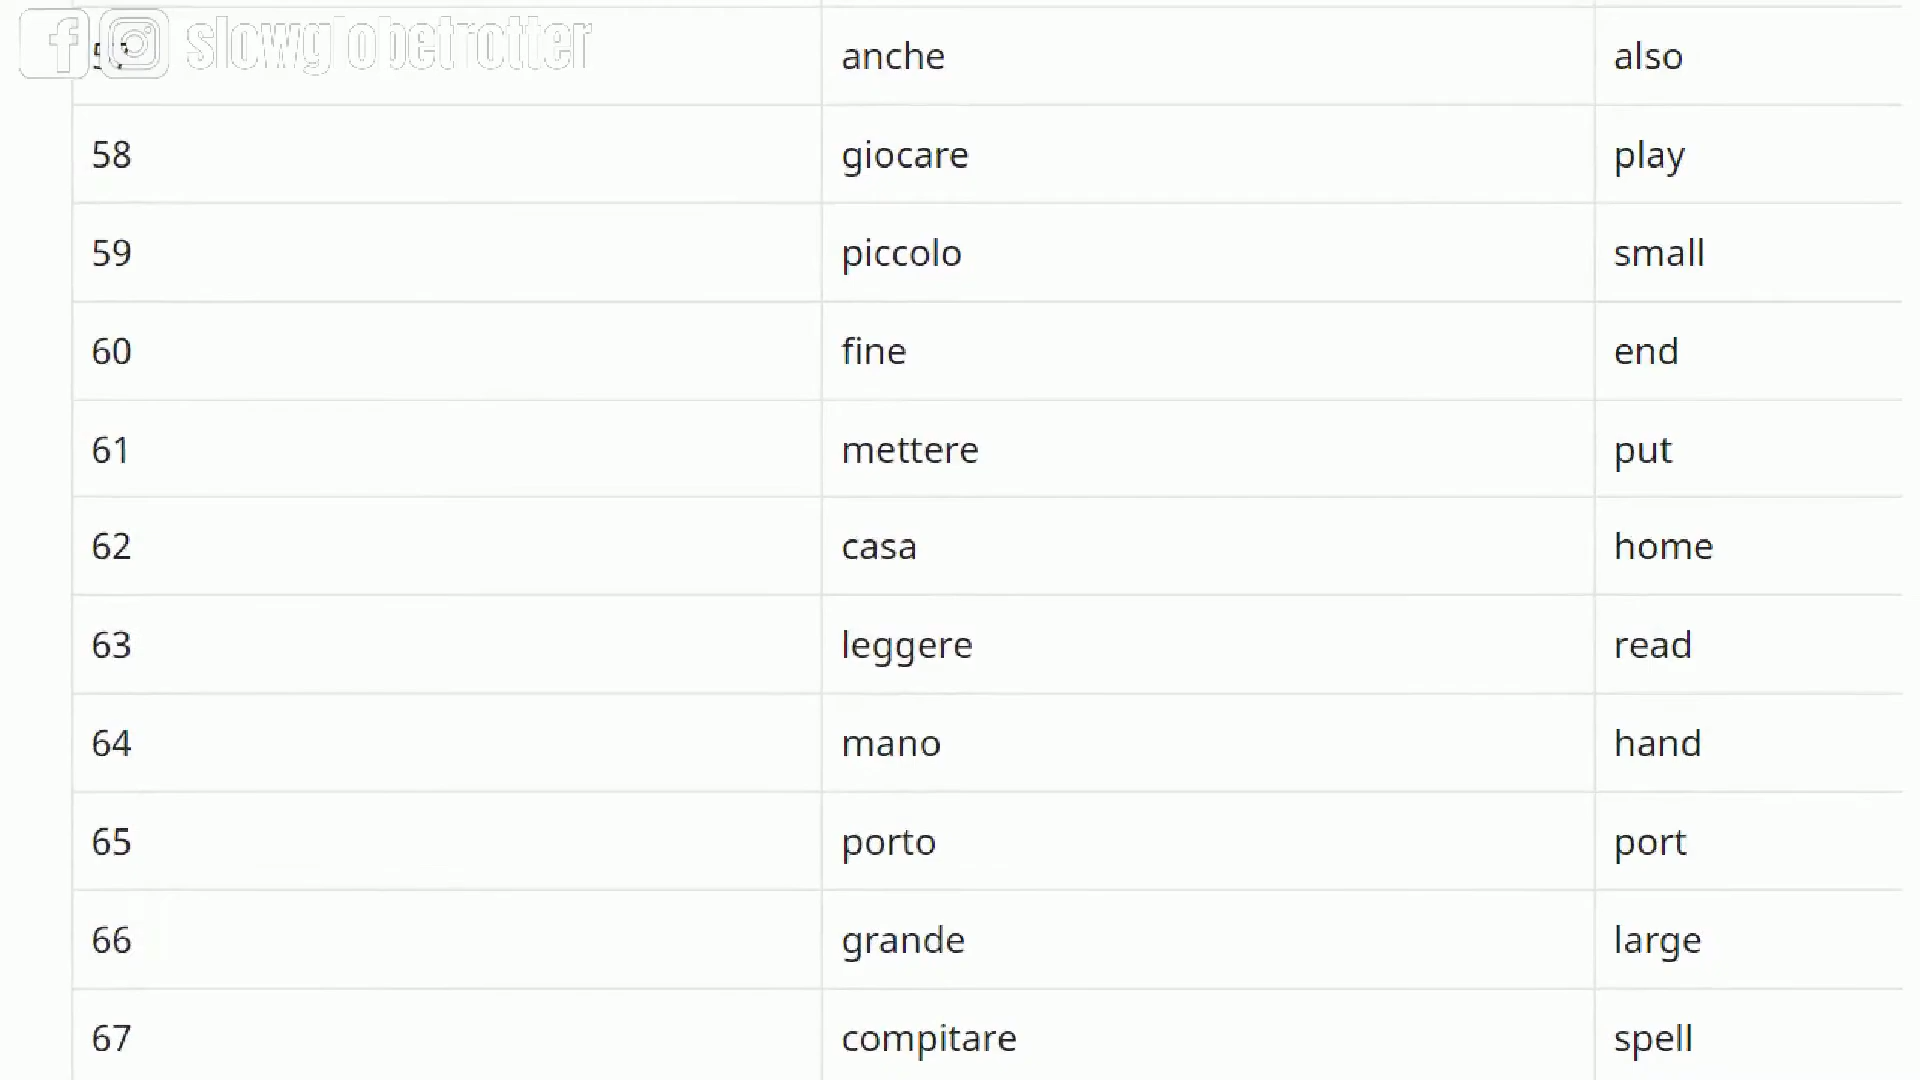 slowglobetrotter
57 anche also
58 giocare play
59 piccolo small
60 fine end
61 mettere put
62 casa home
63 leggere read
64 mano hand
65 porto port
66 grande large
67 compitare spell